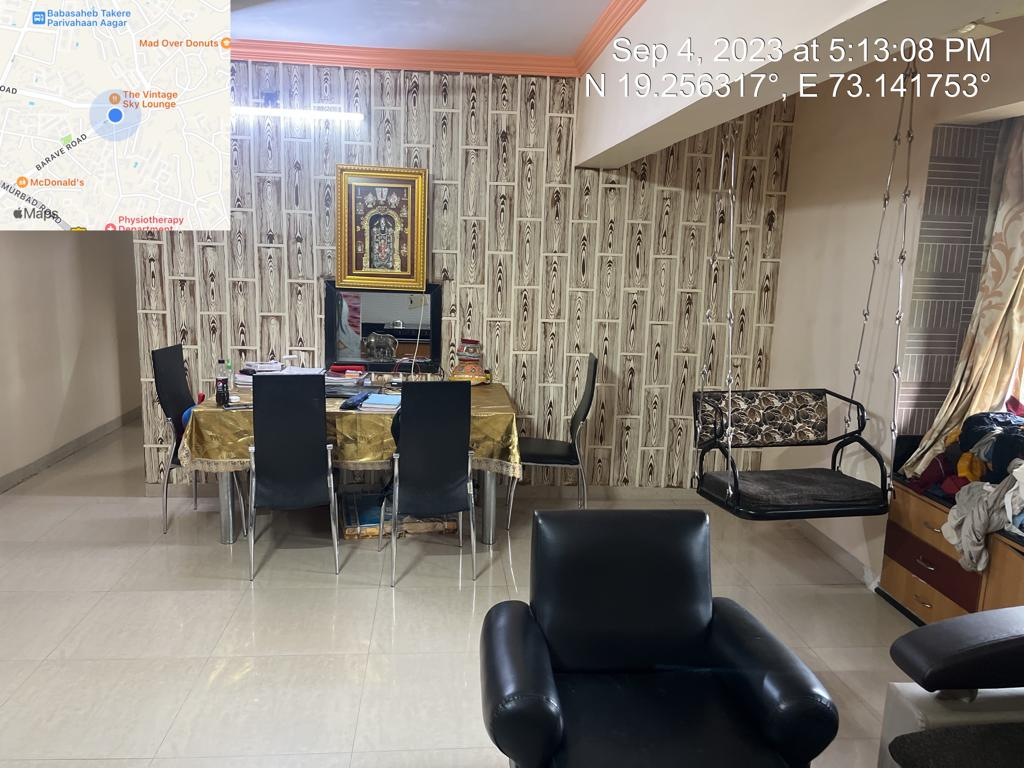 Babasaheb Takere
Parivahaan Aagar
Mad Over Donuts
OAD
The Vintage
Sky Lounge
BARAVE ROAD
McDonald's
MURBAD ROAD
Maps
Physiotherapy
Department
Sep 4, 2023 at 5:13:08 PM
N 19.256317°, E 73.141753°